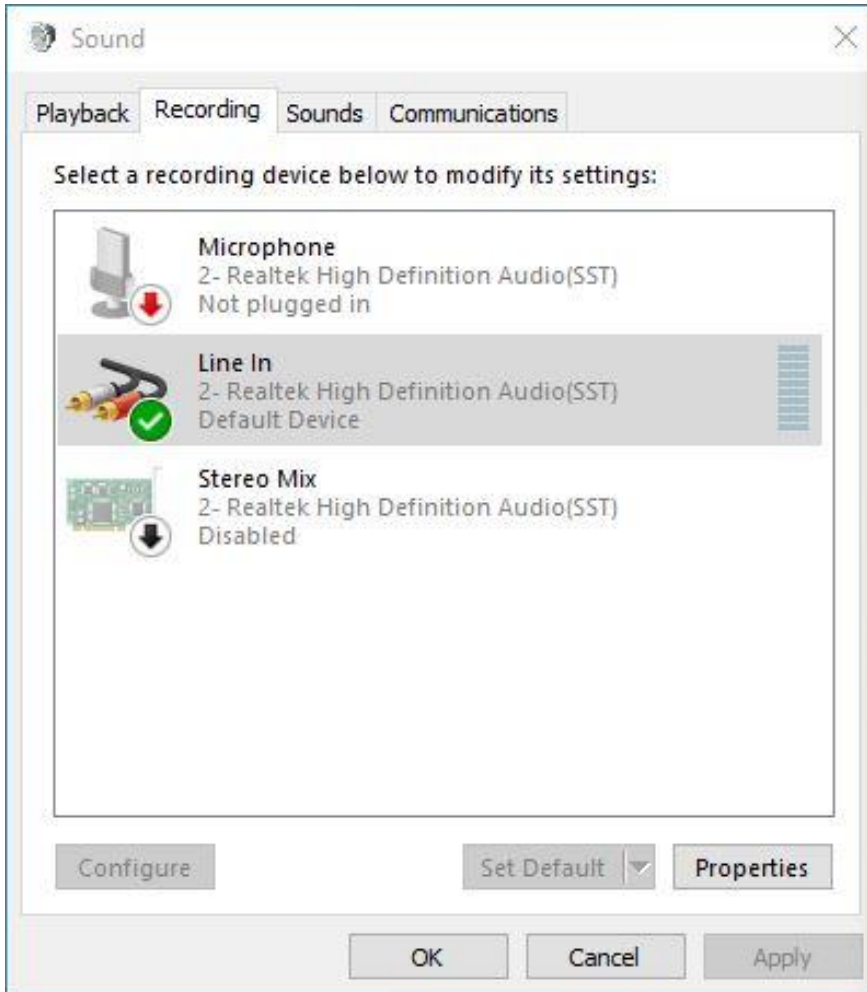 Sound
Playback Recording Sounds Communications
Select a recording device below to modify its settings:
Microphone
2- Realtek High Definition Audio(SST)
Not plugged in
Line In
2- Realtek High Definition Audio(SST)
Default Device
Stereo Mix
2- Realtek High Definition Audio(SST)
Disabled
Configure Set Default Properties
OK Cancel Apply